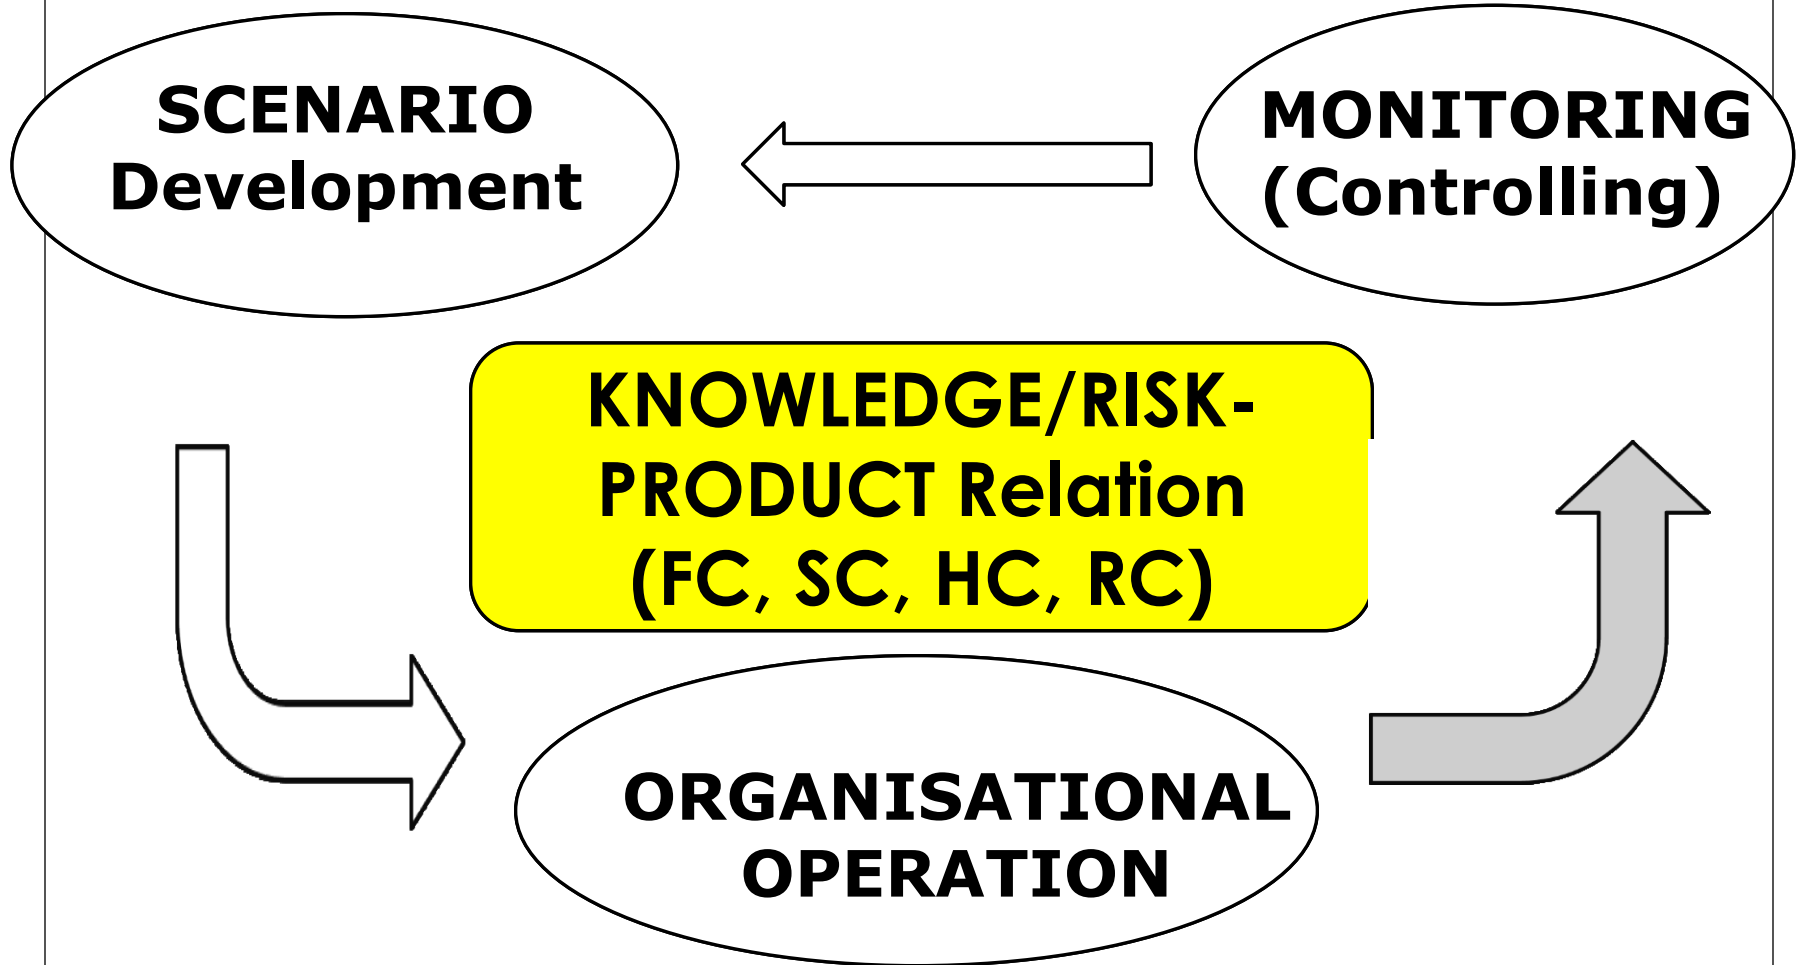 SCENARIO
Development
MONITORING
(Controlling)
KNOWLEDGE/RISK-
PRODUCT Relation
(FC, SC, HC, RC)
ORGANISATIONAL
OPERATION